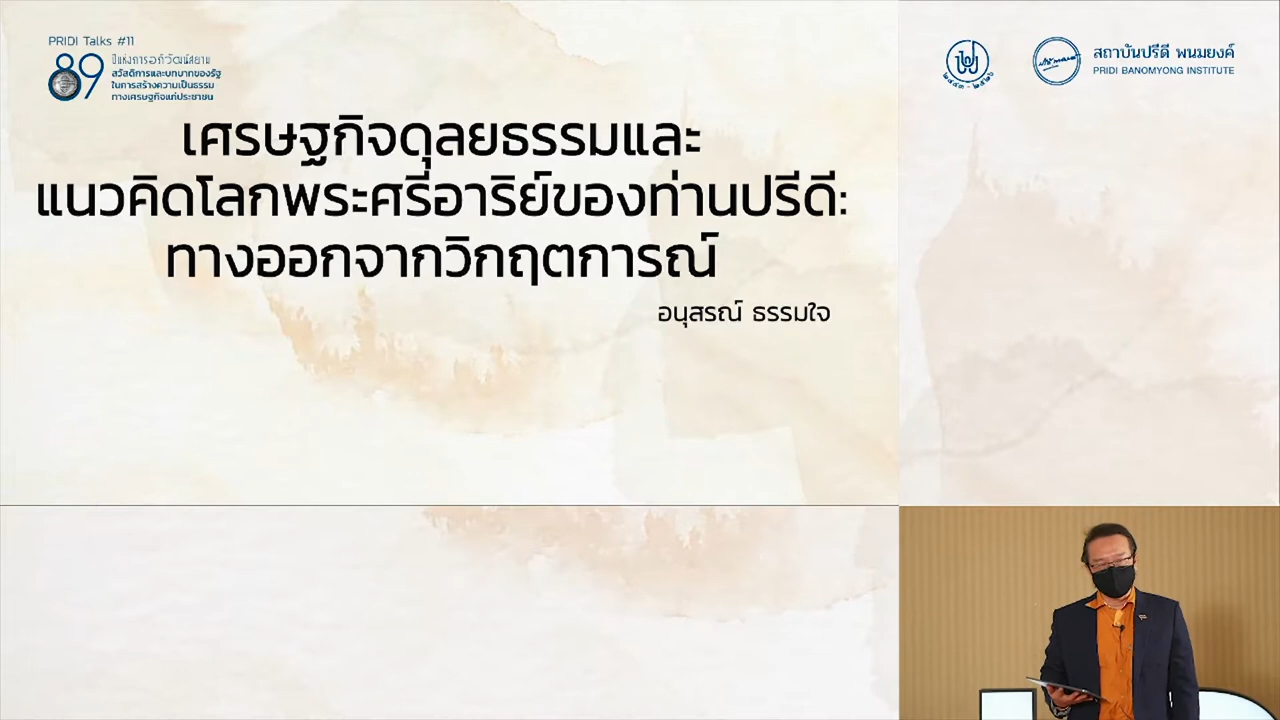 PRIDI Talks #11
89 ปีแห่งการอภิวัฒน์สยาม
สวัสดิการและบทบาทของรัฐ
ในการสร้างความเป็นธรรม
ทางเศรษฐกิจแก่ประชาชน
๒๔๔๓ - ๒๕๒๖
สถาบันปรีดี พนมยงค์
PRIDI BANOMYONG INSTITUTE
เศรษฐกิจดุลยธรรมและ
แนวคิดโลกพระศรีอาริย์ของท่านปรีดี:
ทางออกจากวิกฤตการณ์
อนุสรณ์ ธรรมใจ